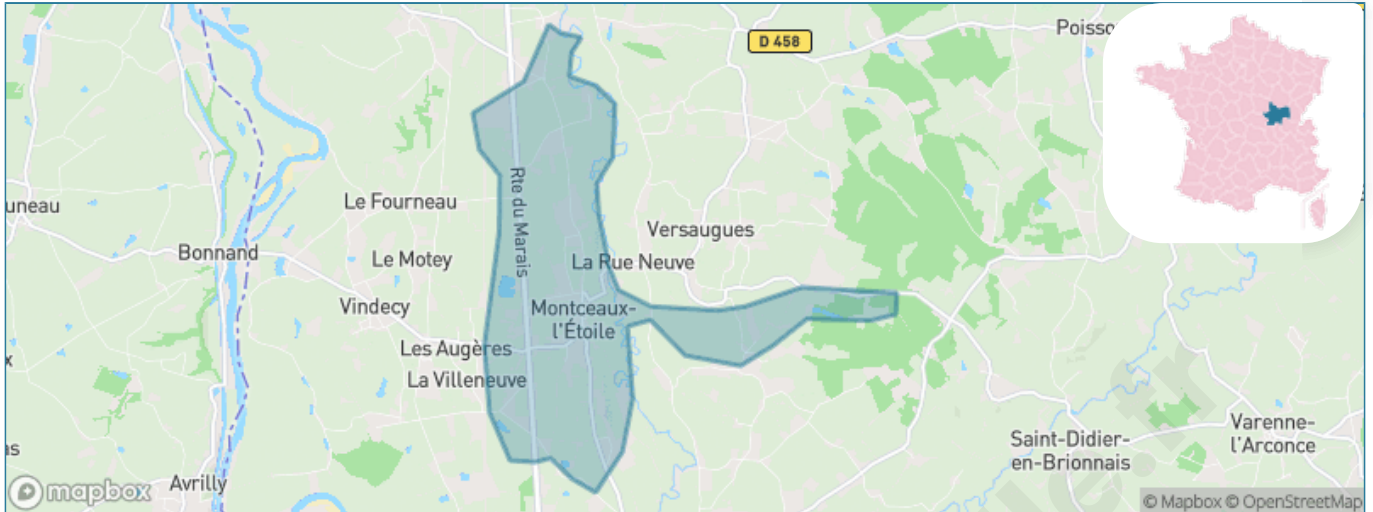 D 458
Poisso
Rte du Marais
uneau
Le Fourneau
Versaugues
Bonnand
Le Motey
La Rue Neuve
Vindecy
Montceaux-
l'Étoile
Les Augères
La Villeneuve
Saint-Didier-
en-Brionnais
Varenne-
l'Arconce
Avrilly
mapbox
© Mapbox © OpenStreetMap